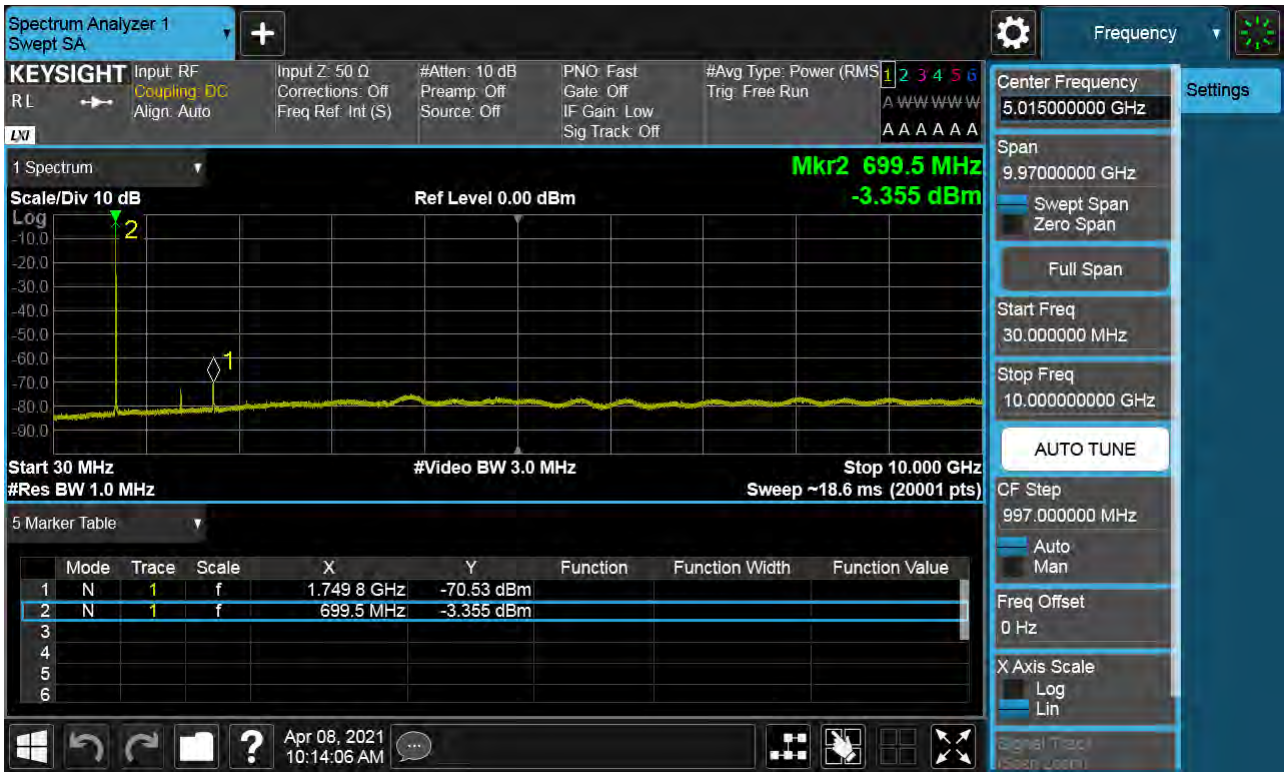 Spectrum Analyzer 1
Swept SA
+
Frequency
KEYSIGHT
Input: RF
Input Z: 50 Ω
#Atten: 10 dB
PNO: Fast
#Avg Type: Power (RMS
1 2 3 4 5 6
RL
Coupling: DC
Corrections: Off
Preamp: Off
Gate: Off
Trig: Free Run
A W W W W W
Align: Auto
Freq Ref: Int (S)
Source: Off
IF Gain: Low
LXI
Sig Track: Off
A A A A A A
1 Spectrum
Mkr2 699.5 MHz
Scale/Div 10 dB
Ref Level 0.00 dBm
-3.355 dBm
Log
2
-10.0
-20.0
-30.0
-40.0
-50.0
-60.0
1
-70.0
-80.0
-90.0
Start 30 MHz
#Video BW 3.0 MHz
Stop 10.000 GHz
#Res BW 1.0 MHz
Sweep ~18.6 ms (20001 pts)
5 Marker Table
Mode Trace Scale X Y Function Function Width Function Value
1 N 1 f 1.749 8 GHz -70.53 dBm
2 N 1 f 699.5 MHz -3.355 dBm
3
4
5
6
?
Apr 08, 2021
10:14:06 AM
Center Frequency
5.015000000 GHz
Settings
Span
9.97000000 GHz
Swept Span
Zero Span
Full Span
Start Freq
30.000000 MHz
Stop Freq
10.000000000 GHz
AUTO TUNE
CF Step
997.000000 MHz
Auto
Man
Freq Offset
0 Hz
X Axis Scale
Log
Lin
Signal Track
(Span Zoom)